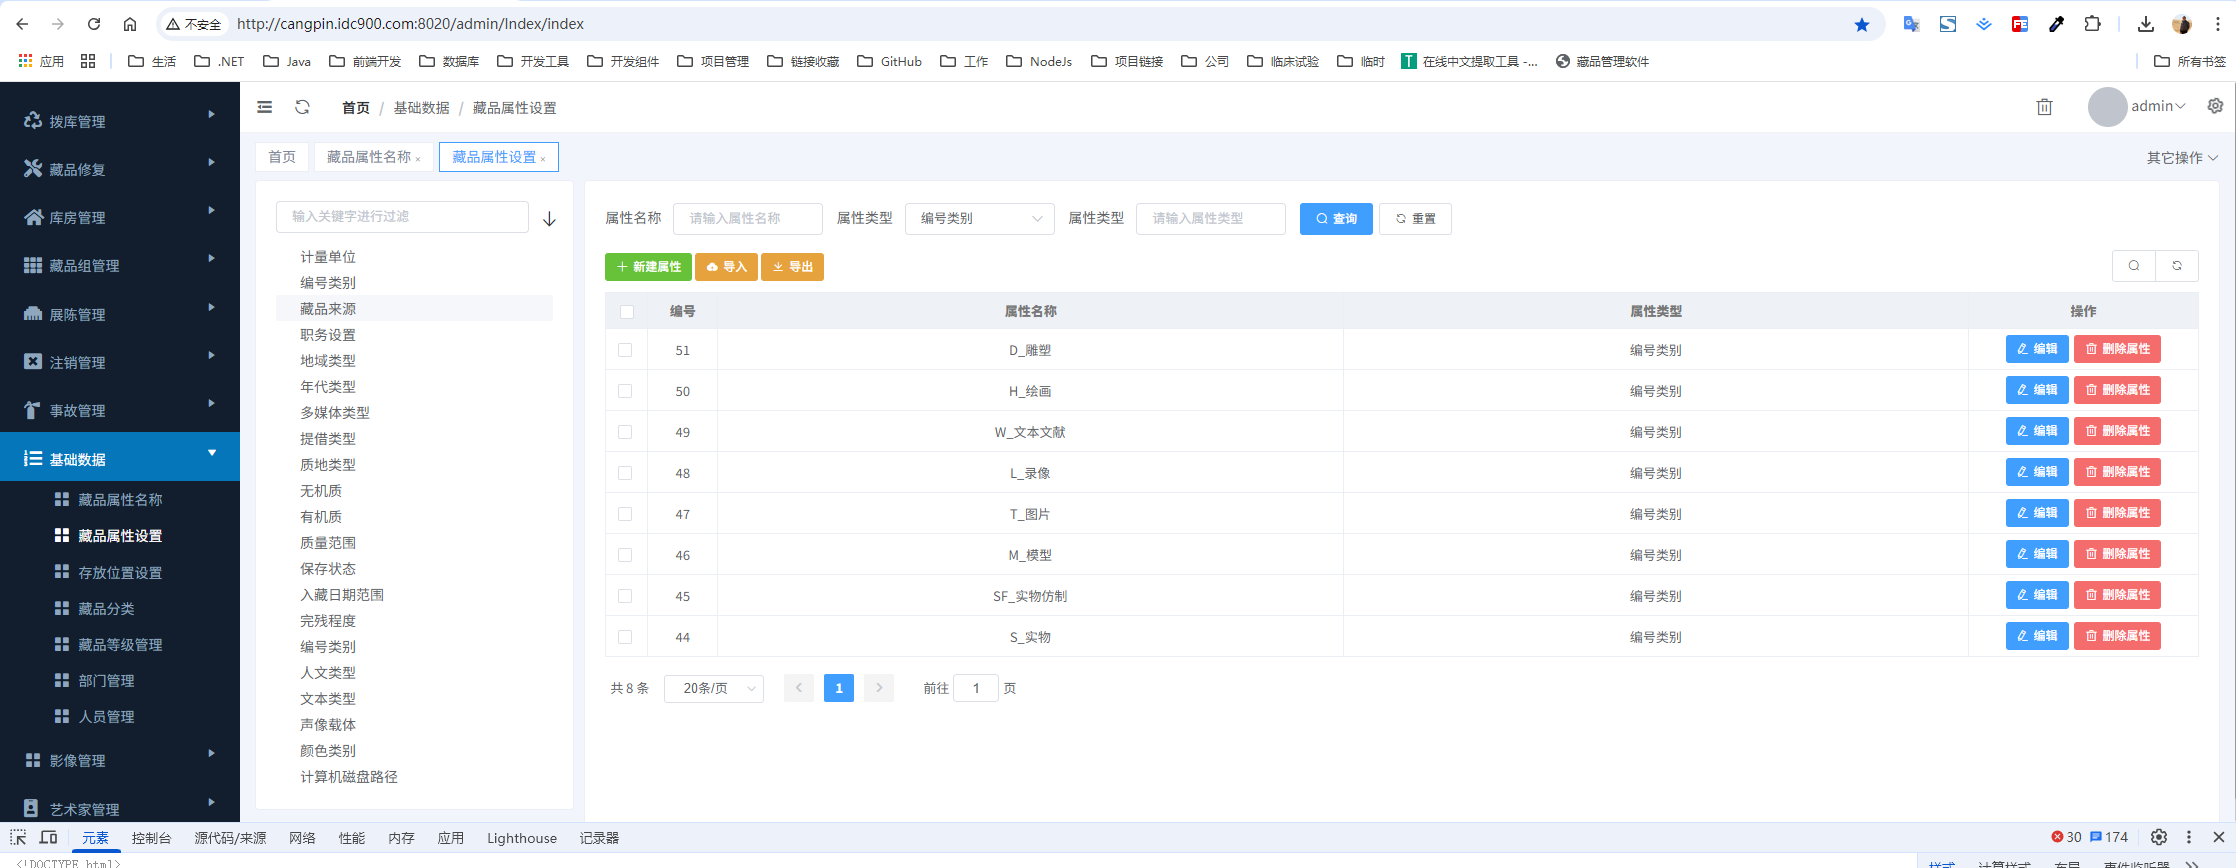 不安全 http://cangpin.idc900.com:8020/admin/Index/index
应用 生活 .NET Java 前端开发 数据库 开发工具 开发组件 项目管理 链接收藏 GitHub 工作 NodeJs 项目链接 公司 临床试验 临时 在线中文提取工具 -... 藏品管理软件 所有书签
拨库管理
藏品修复
库房管理
藏品组管理
展陈管理
注销管理
事故管理
基础数据
藏品属性名称
藏品属性设置
存放位置设置
藏品分类
藏品等级管理
部门管理
人员管理
影像管理
艺术家管理
首页 / 基础数据 / 藏品属性设置
admin
首页 藏品属性名称 × 藏品属性设置 ×
其它操作
输入关键字进行过滤
计量单位
编号类别
藏品来源
职务设置
地域类型
年代类型
多媒体类型
提借类型
质地类型
无机质
有机质
质量范围
保存状态
入藏日期范围
完残程度
编号类别
人文类型
文本类型
声像载体
颜色类别
计算机磁盘路径
属性名称 请输入属性名称 属性类型 编号类别 属性类型 请输入属性类型 查询 重置
新建属性 导入 导出
编号 属性名称 属性类型 操作
51 D_雕塑 编号类别 编辑 删除属性
50 H_绘画 编号类别 编辑 删除属性
49 W_文本文献 编号类别 编辑 删除属性
48 L_录像 编号类别 编辑 删除属性
47 T_图片 编号类别 编辑 删除属性
46 M_模型 编号类别 编辑 删除属性
45 SF_实物仿制 编号类别 编辑 删除属性
44 S_实物 编号类别 编辑 删除属性
共 8 条 20条/页 1 前往 1 页
元素 控制台 源代码/来源 网络 性能 内存 应用 Lighthouse 记录器 30 174
<!DOCTYPE html>
样式 计算样式 布局 事件监听器